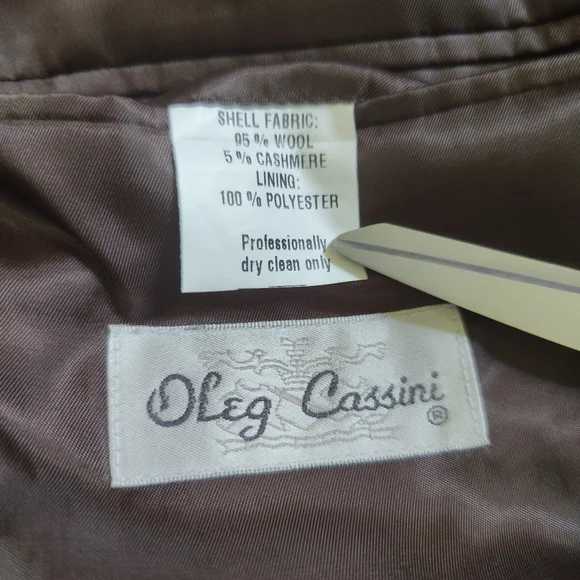 SHELL FABRIC:
95 % WOOL
5 % CASHMERE
LINING:
100 % POLYESTER
Professionally
dry clean only
Oleg Cassini ®